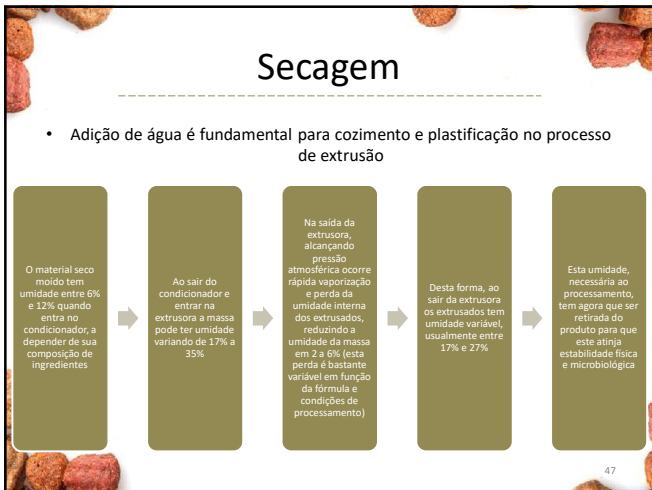 Secagem
• Adição de água é fundamental para cozimento e plastificação no processo
de extrusão
O material seco
moído tem
umidade entre 6%
e 12% quando
entra no
condicionador, a
depender de sua
composição de
ingredientes
Ao sair do
condicionador e
entrar na
extrusora a massa
pode ter umidade
variando de 17% a
35%
Na saída da
extrusora,
alcançando
pressão
atmosférica ocorre
rápida vaporização
e perda da
umidade interna
dos extrusados,
reduzindo a
umidade da massa
em 2 a 6% (esta
perda é bastante
variável em função
da fórmula e
condições de
processamento)
Desta forma, ao
sair da extrusora
os extrusados tem
umidade variável,
usualmente entre
17% e 27%
Esta umidade,
necessária ao
processamento,
tem agora que ser
retirada do
produto para que
este atinja
estabilidade física
e microbiológica
47